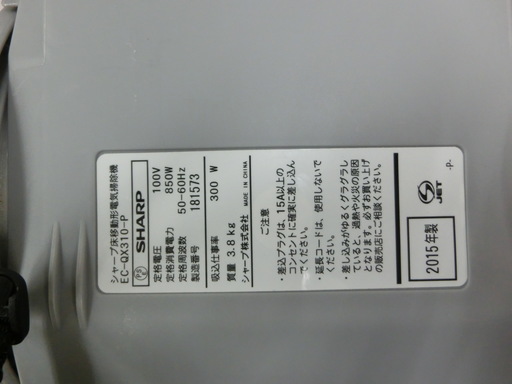 シャープ床移動形電気掃除機
EC-QX310-P
SHARP
定格電圧 100V
定格消費電力 850W
定格周波数 50-60Hz
製造番号 181573
吸込仕事率 300 W
質量 3.8kg
シャープ株式会社 MADE IN CHINA
ご注意
・差込プラグは、15A以上の
コンセントに確実に差し込ん
でください。
・延長コードは、使用しないで
ください。
・差し込みがゆるくグラグラし
ていると、過熱や火災の原因
となります。必ずお買い上げ
の販売店にご相談ください。
S
JET
2015年製
-P-